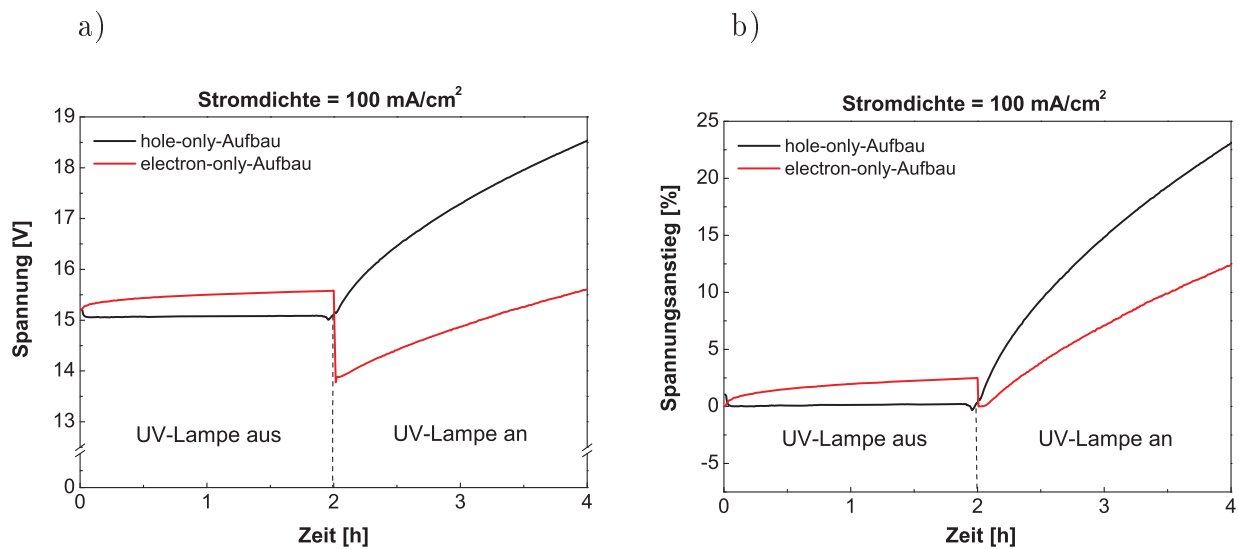 a)
Stromdichte = 100 mA/cm²
19
18
17
16
15
14
13
0
hole-only-Aufbau
electron-only-Aufbau
Spannung [V]
UV-Lampe aus
UV-Lampe an
0 1 2 3 4
Zeit [h]
b)
Stromdichte = 100 mA/cm²
25
20
15
10
5
0
-5
hole-only-Aufbau
electron-only-Aufbau
Spannungsanstieg [%]
UV-Lampe aus
UV-Lampe an
0 1 2 3 4
Zeit [h]